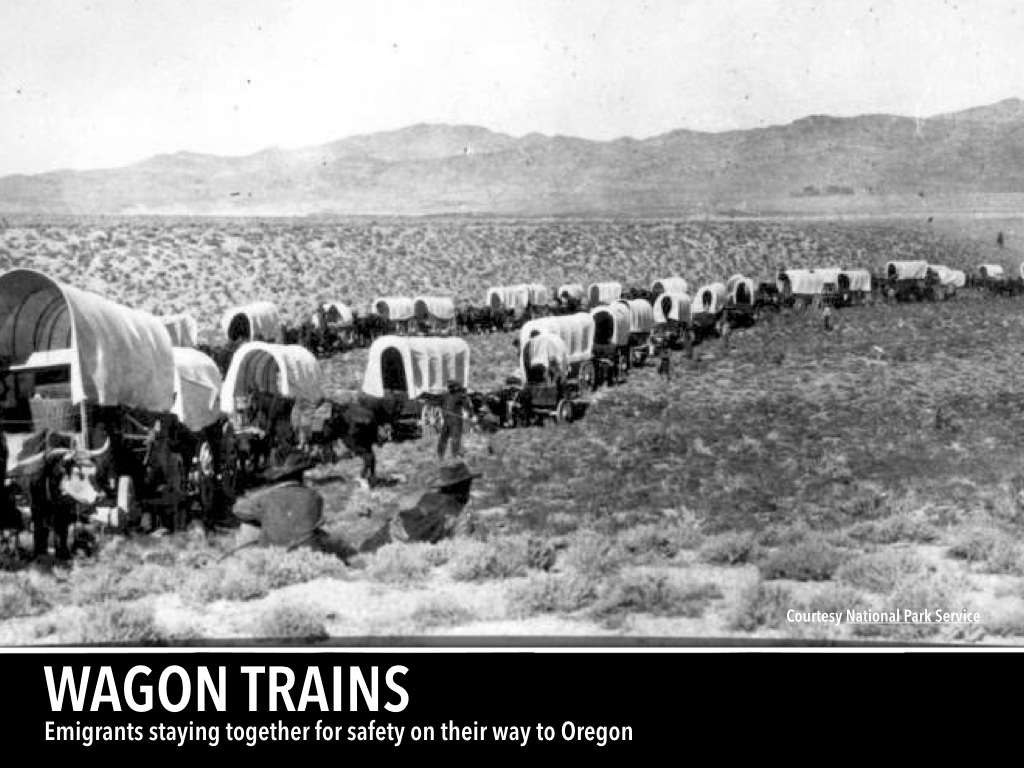 Courtesy National Park Service
WAGON TRAINS
Emigrants staying together for safety on their way to Oregon